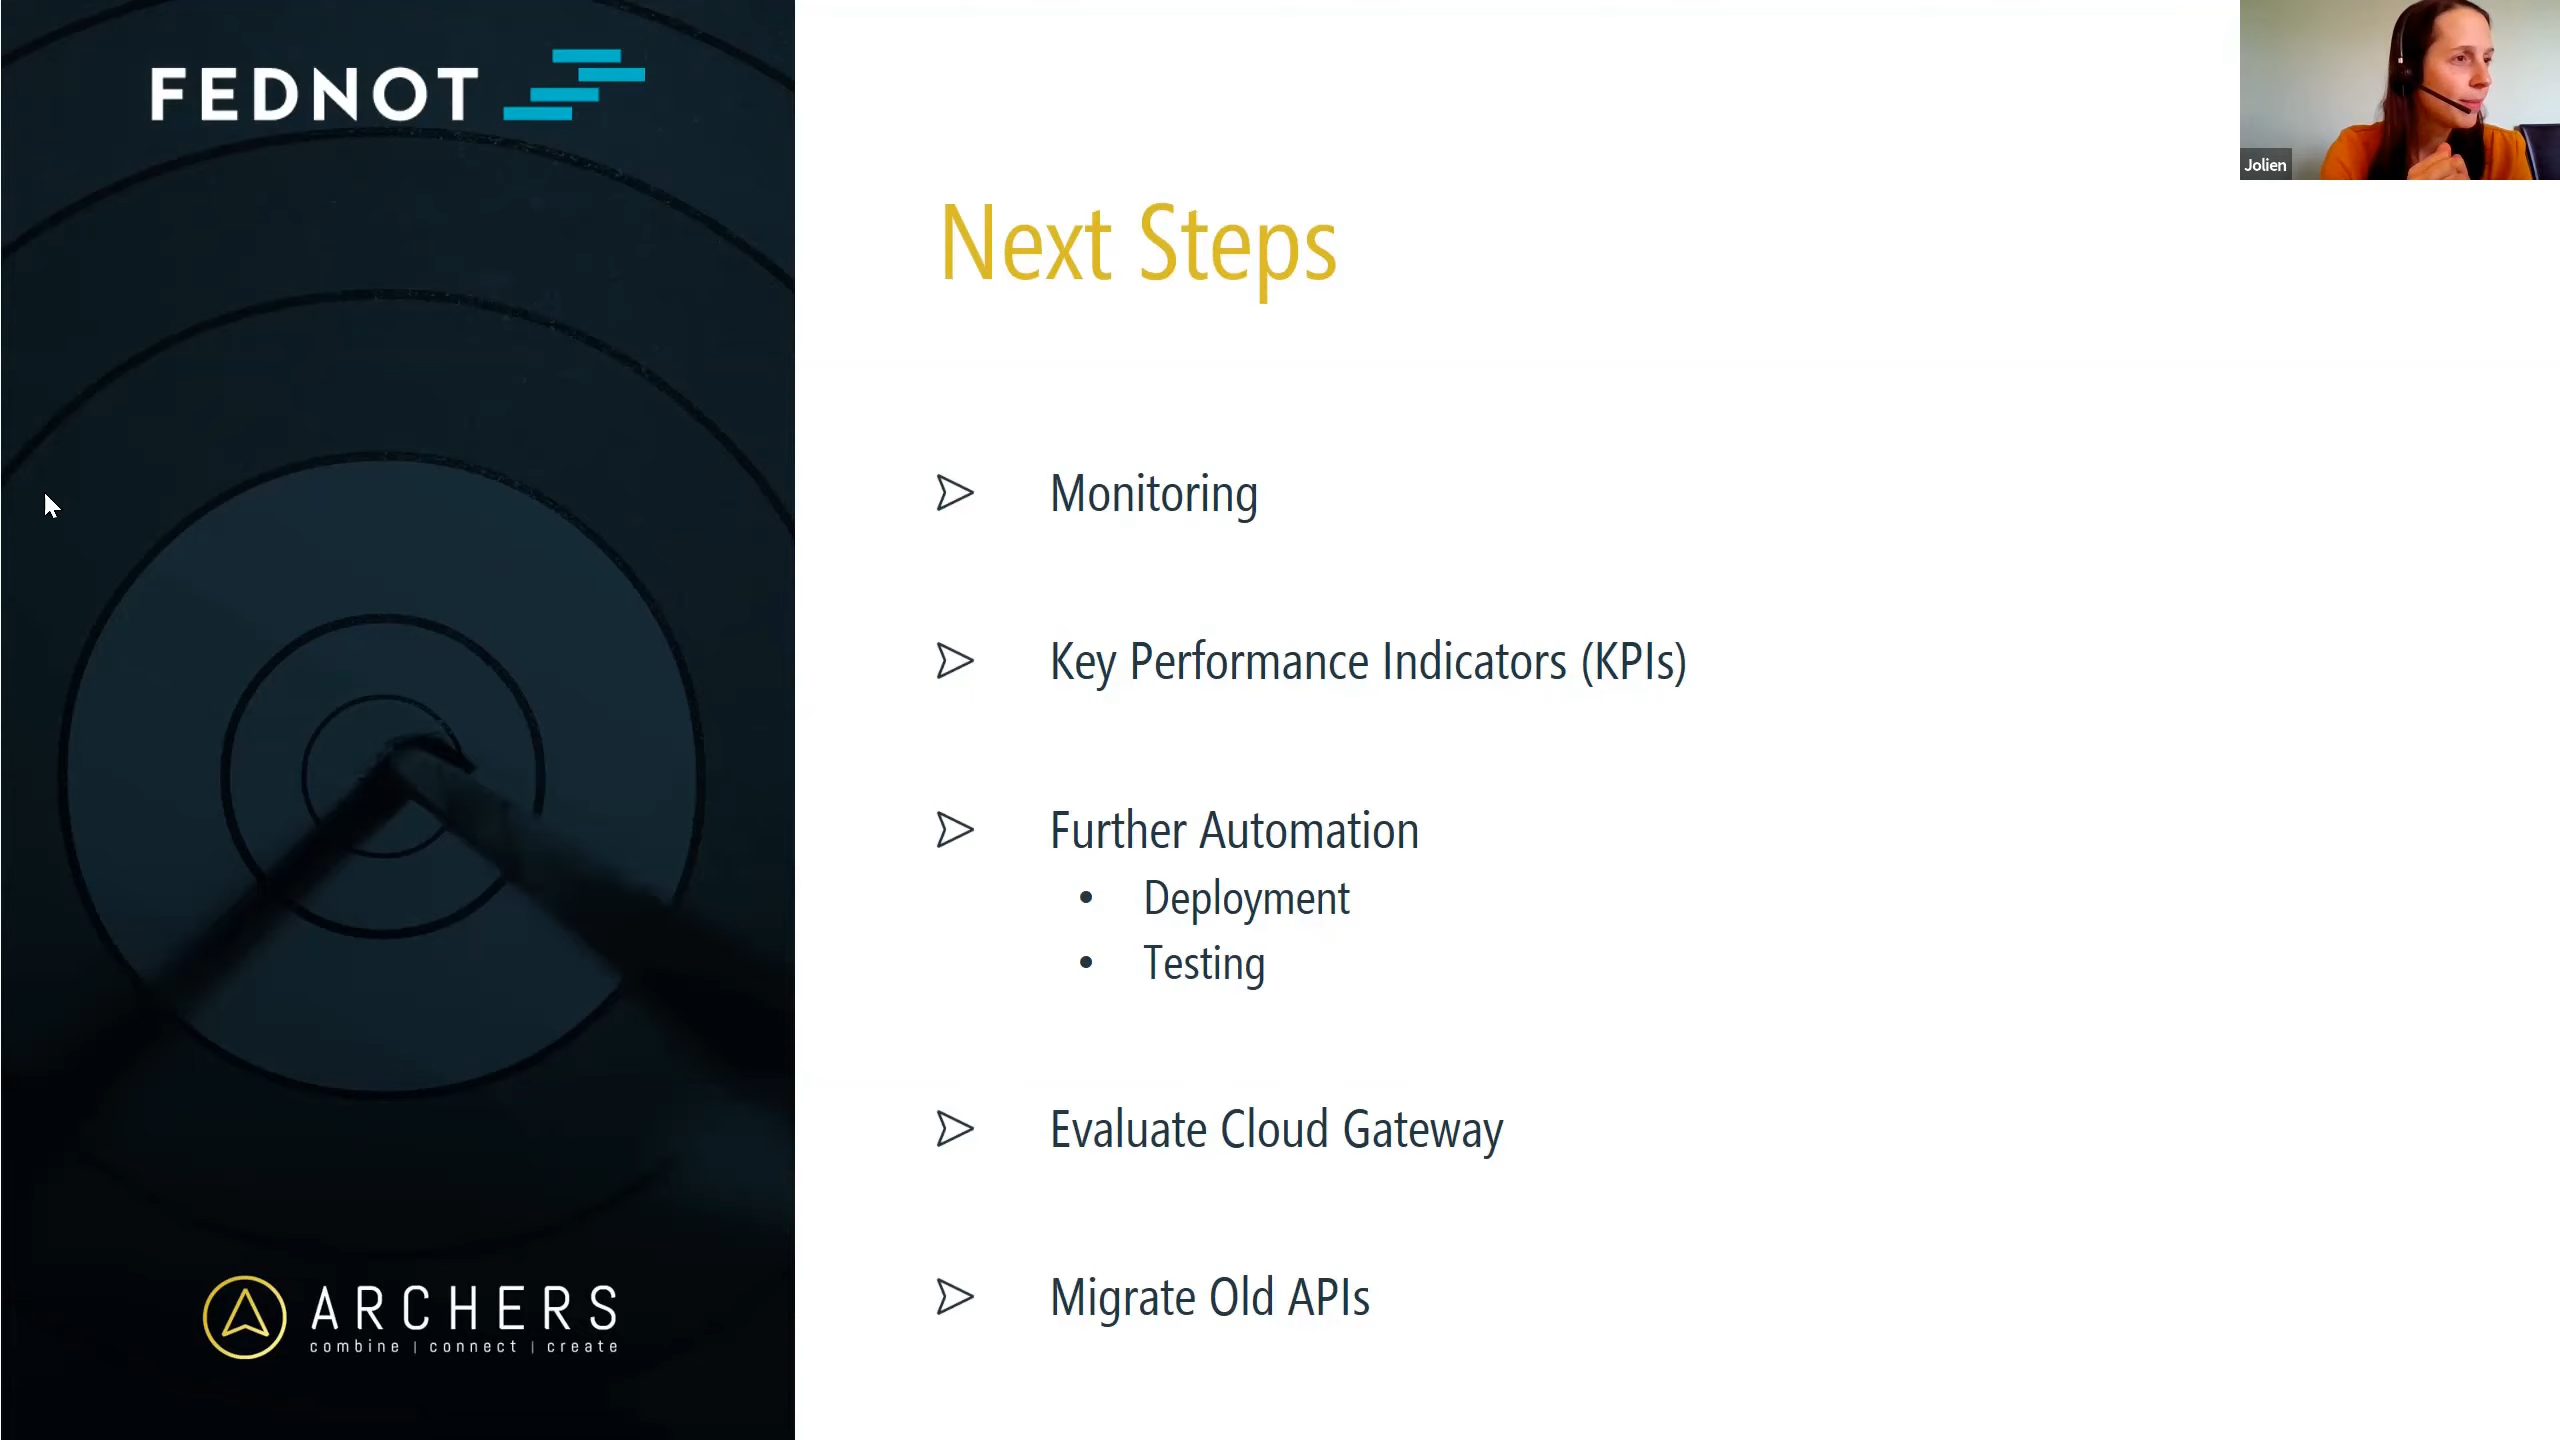 FEDNOT
Jolien
Next Steps
Monitoring
Key Performance Indicators (KPIs)
Further Automation
• Deployment
• Testing
Evaluate Cloud Gateway
Migrate Old APIs
ARCHERS
combine | connect | create